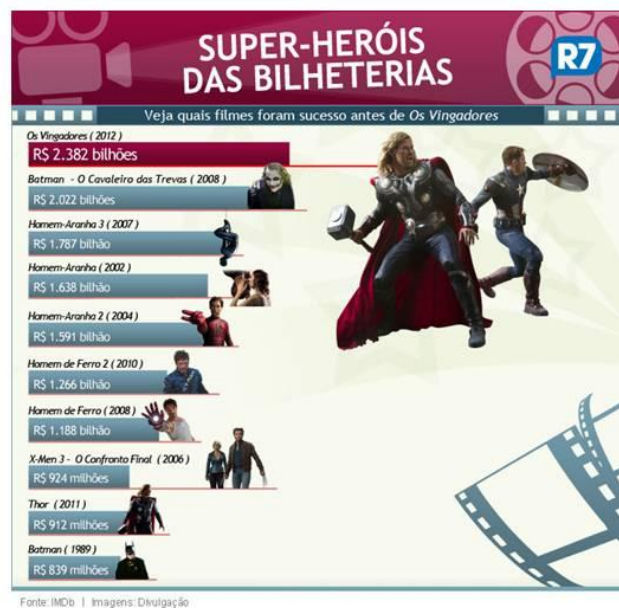 SUPER-HERÓIS
DAS BILHETERIAS
R7
Veja quais filmes foram sucesso antes de Os Vingadores
Os Vingadores ( 2012 )
R$ 2.382 bilhões
Batman - O Cavaleiro das Trevas ( 2008 )
R$ 2.022 bilhões
Homem-Aranha 3 ( 2007 )
R$ 1.787 bilhão
Homem-Aranha ( 2002 )
R$ 1.638 bilhão
Homem-Aranha 2 ( 2004 )
R$ 1.591 bilhão
Homem de Ferro 2 ( 2010 )
R$ 1.266 bilhão
Homem de Ferro ( 2008 )
R$ 1.188 bilhão
X-Men 3 - O Confronto Final ( 2006 )
R$ 924 milhões
Thor ( 2011 )
R$ 912 milhões
Batman ( 1989 )
R$ 839 milhões
Fonte: IMDb | Imagens: Divulgação